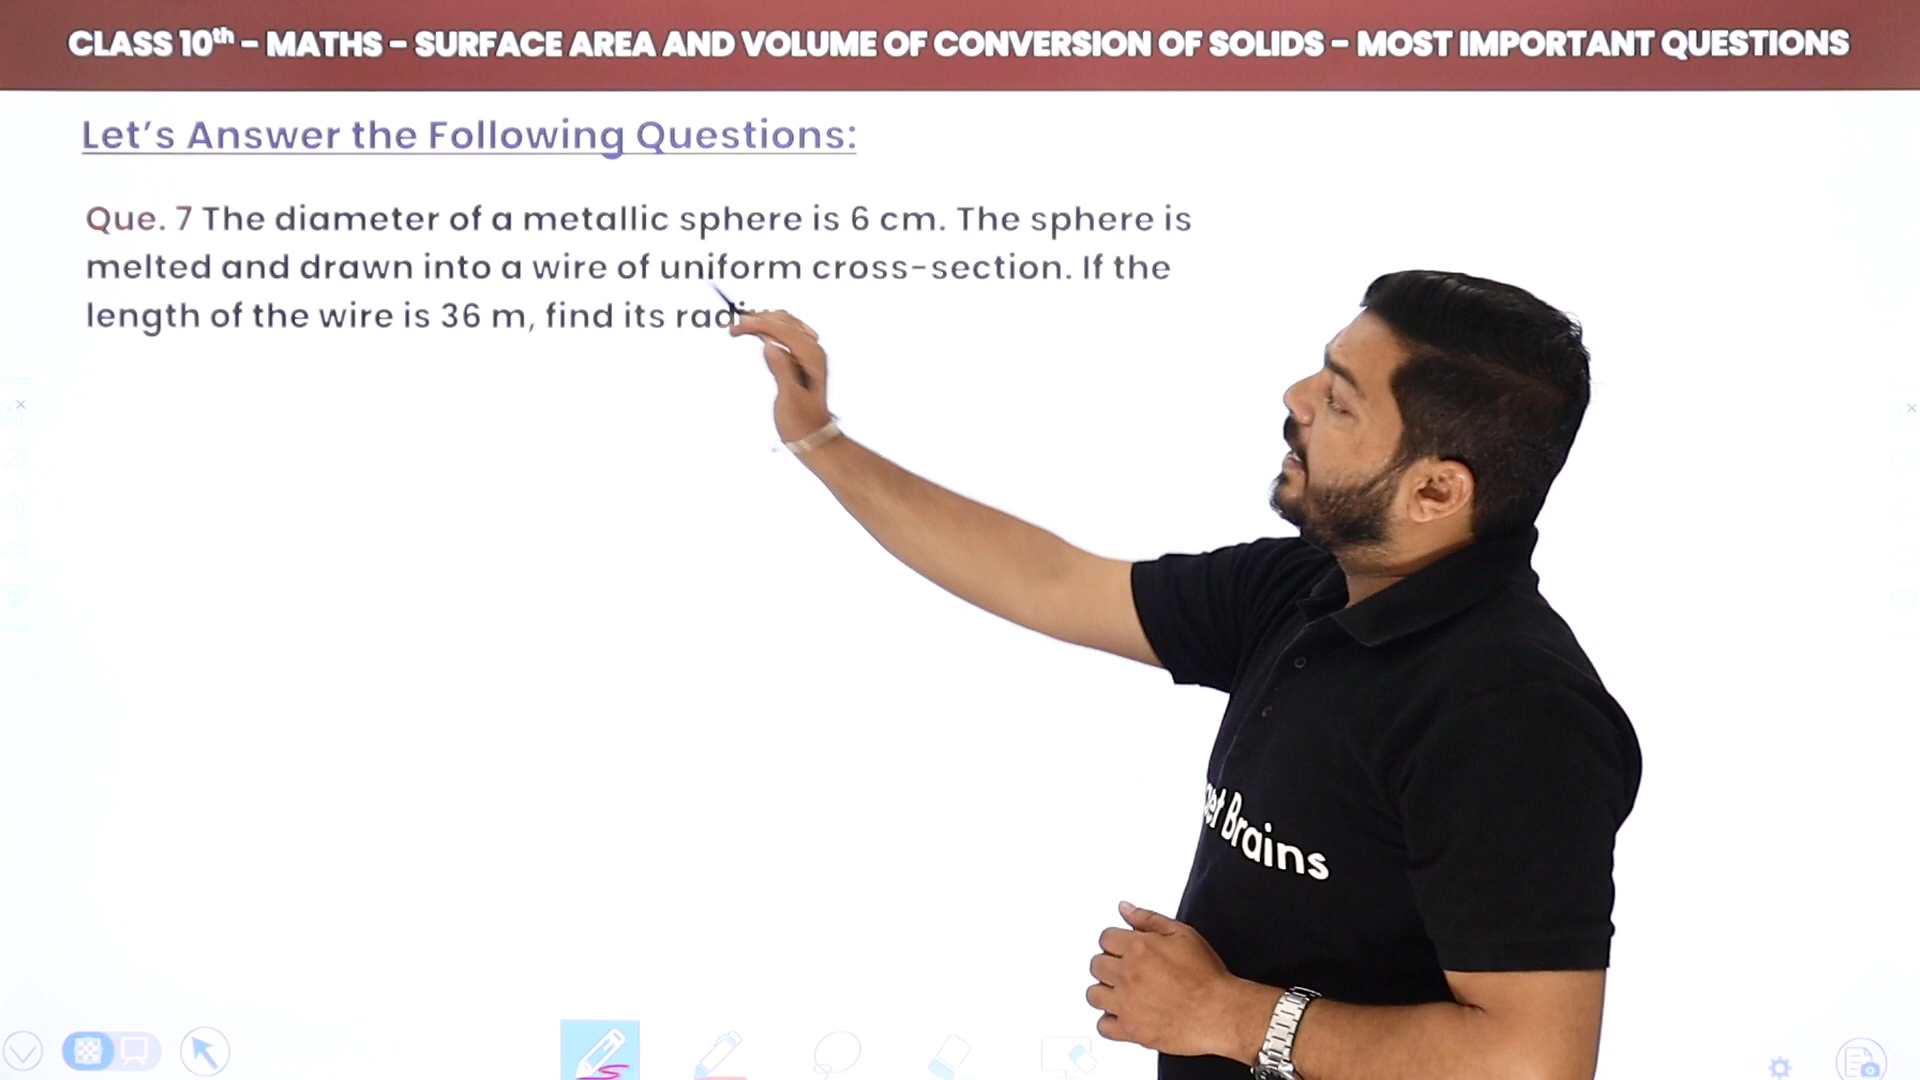 CLASS 10th - MATHS - SURFACE AREA AND VOLUME OF CONVERSION OF SOLIDS - MOST IMPORTANT QUESTIONS
Let's Answer the Following Questions:
Que. 7 The diameter of a metallic sphere is 6 cm. The sphere is
melted and drawn into a wire of uniform cross-section. If the
length of the wire is 36 m, find its
Brains